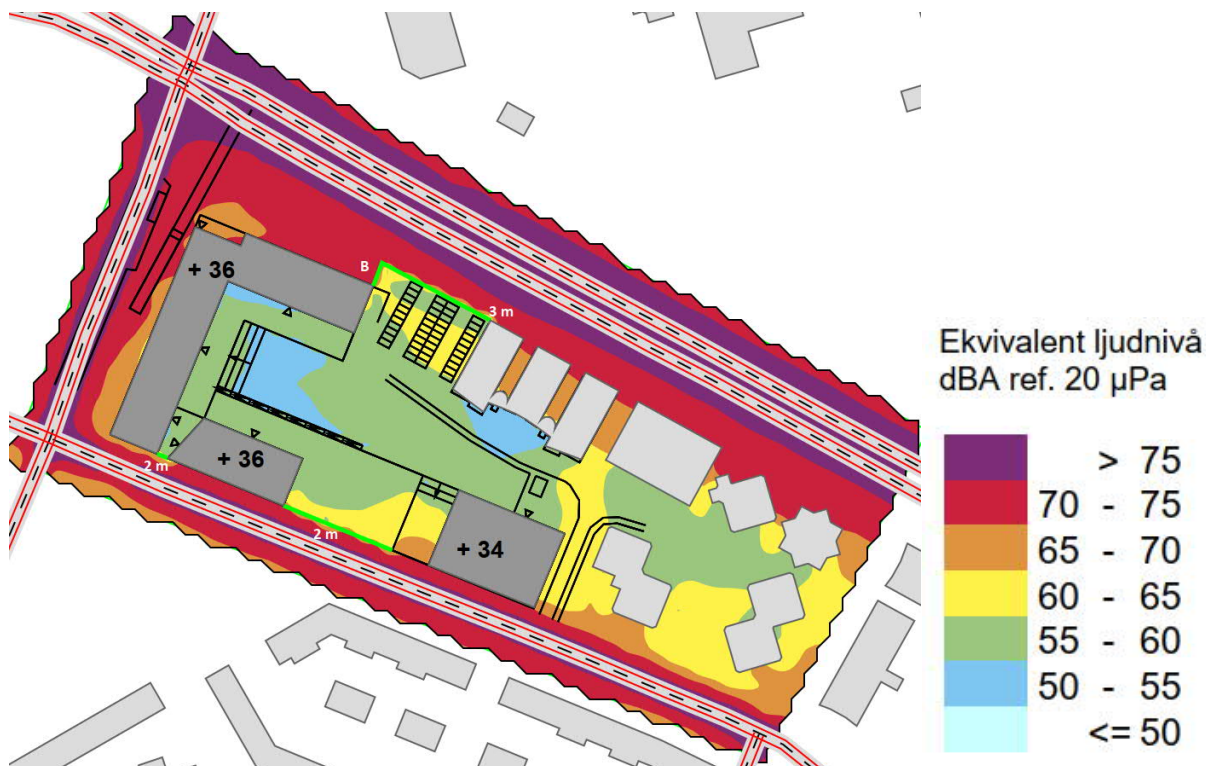 + 36
B
3 m
2 m
+ 36
2 m
+ 34
Ekvivalent ljudnivå
dBA ref. 20 µPa
> 75
70 - 75
65 - 70
60 - 65
55 - 60
50 - 55
<= 50